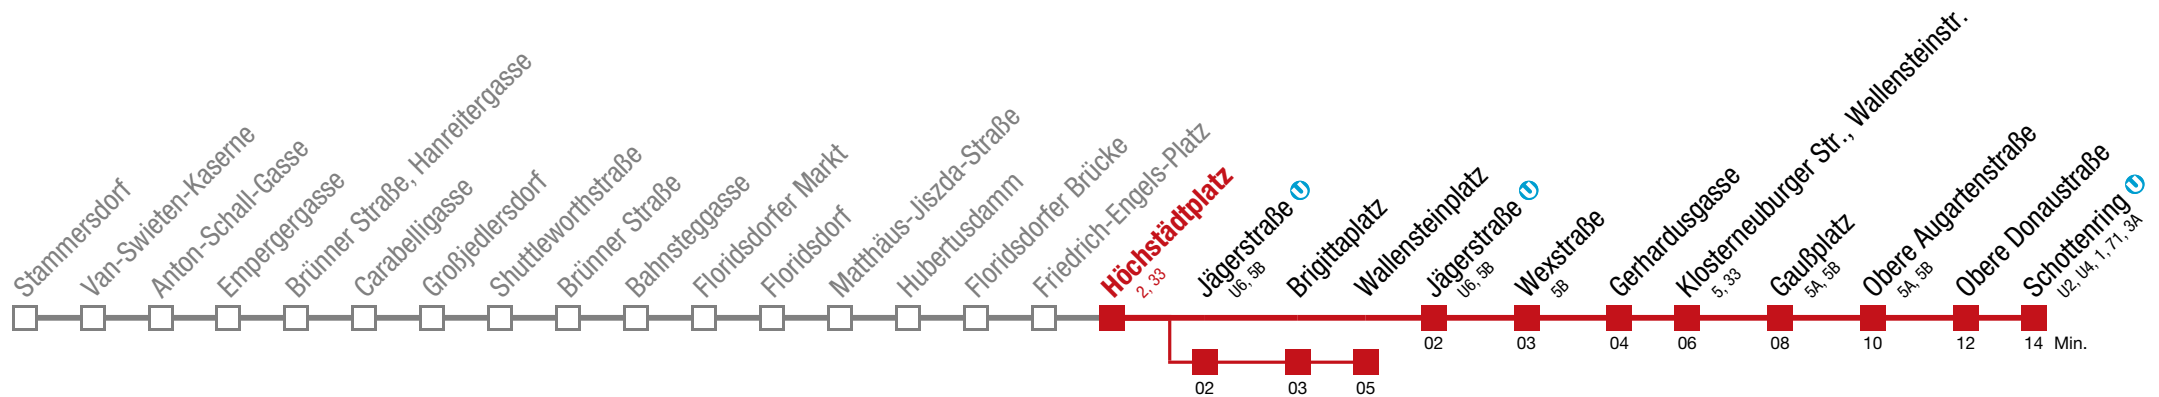 Stammersdorf
Van-Swieten-Kaserne
Anton-Schall-Gasse
Empergergasse
Brünner Straße, Hanreitergasse
Carabelligasse
Großjedlersdorf
Shuttleworthstraße
Brünner Straße
Bahnsteggasse
Floridsdorfer Markt
Floridsdorf
Matthäus-Jiszda-Straße
Hubertusdamm
Floridsdorfer Brücke
Friedrich-Engels-Platz
Höchstädtplatz
2, 33
Jägerstraße U
U6, 5B
Brigittaplatz
Wallensteinplatz
Jägerstraße U
U6, 5B
Wexstraße
5B
Gerhardusgasse
Klosterneuburger Str., Wallensteinstr.
5, 33
Gaußplatz
5A, 5B
Obere Augartenstraße
5A, 5B
Obere Donaustraße
Schottenring U
U2, U4, 1, 71, 3A
02 03 04 06 08 10 12 14 Min.
02 03 05